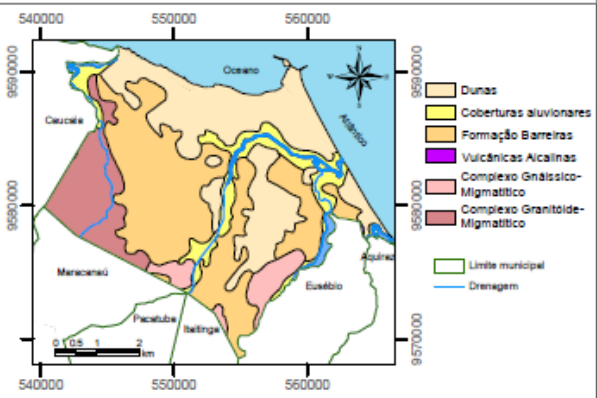 540000 550000 560000
9590000
9580000
9590000
9580000
9570000
Oceano
Atlântico
N
Caucaia
Maracanaú
Pacatuba
Itaitinga
Eusébio
Aquiraz
0 0.5 1 2
km
540000 550000 560000
Dunas
Coberturas aluvionares
Formação Barreiras
Vulcânicas Alcalinas
Complexo Gnáissico-
Migmatítico
Complexo Granitóide-
Migmatítico
Limite municipal
Drenagem